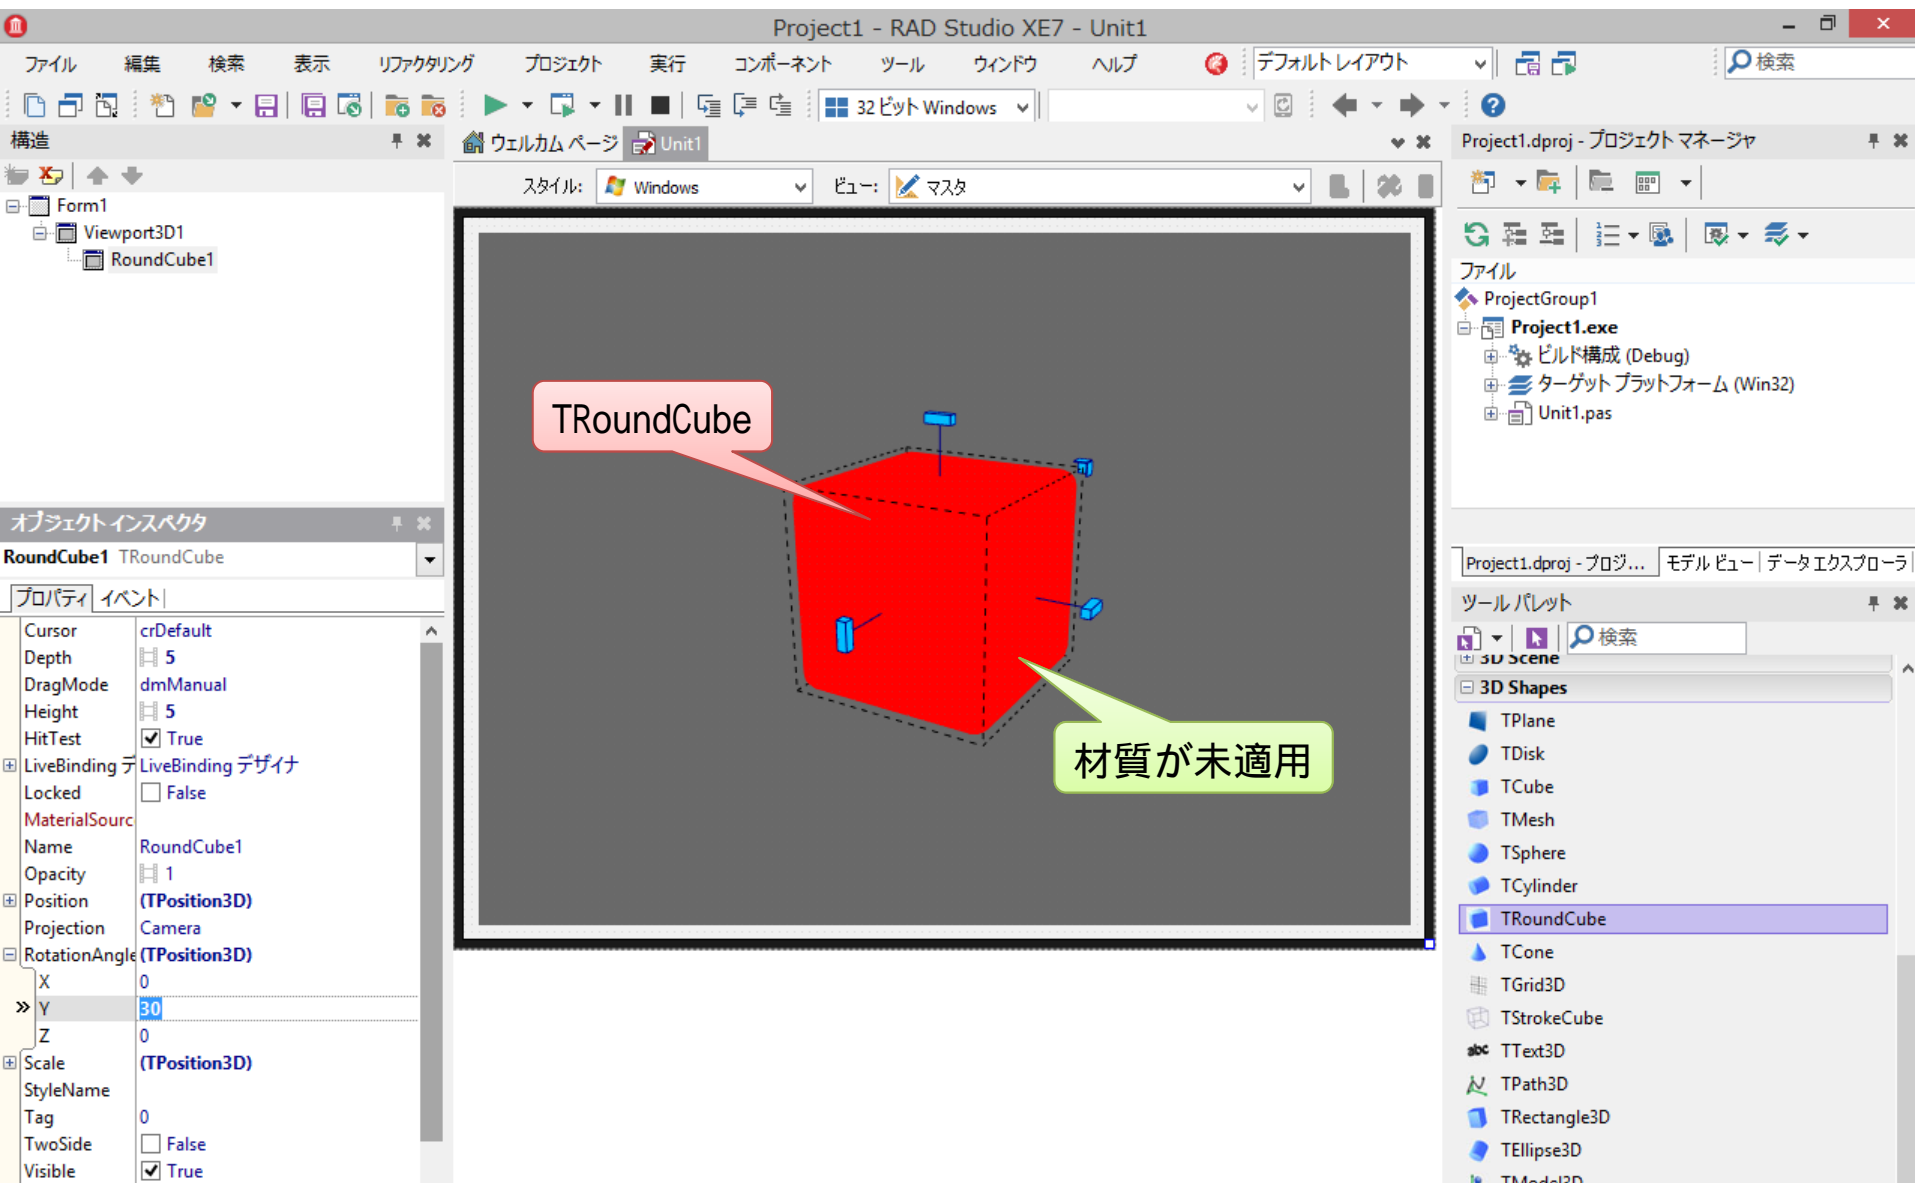 Project1 - RAD Studio XE7 - Unit1
ファイル 編集 検索 表示 リファクタリング プロジェクト 実行 コンポーネント ツール ウィンドウ ヘルプ デフォルト レイアウト 検索
32 ビット Windows
構造
ウェルカム ページ Unit1
Project1.dproj - プロジェクト マネージャ
スタイル: Windows ビュー: マスタ
Form1
Viewport3D1
RoundCube1
ファイル
ProjectGroup1
Project1.exe
ビルド構成 (Debug)
ターゲット プラットフォーム (Win32)
Unit1.pas
TRoundCube
材質が未適用
オブジェクト インスペクタ
RoundCube1 TRoundCube
プロパティ イベント
Cursor crDefault
Depth 5
DragMode dmManual
Height 5
HitTest True
LiveBinding デ LiveBinding デザイナ
Locked False
MaterialSourc
Name RoundCube1
Opacity 1
Position (TPosition3D)
Projection Camera
RotationAngle (TPosition3D)
X 0
Y 30
Z 0
Scale (TPosition3D)
StyleName
Tag 0
TwoSide False
Visible True
Project1.dproj - プロジ... モデル ビュー データ エクスプローラ
ツール パレット
検索
3D Scene
3D Shapes
TPlane
TDisk
TCube
TMesh
TSphere
TCylinder
TRoundCube
TCone
TGrid3D
TStrokeCube
abc TText3D
TPath3D
TRectangle3D
TEllipse3D
TModel3D